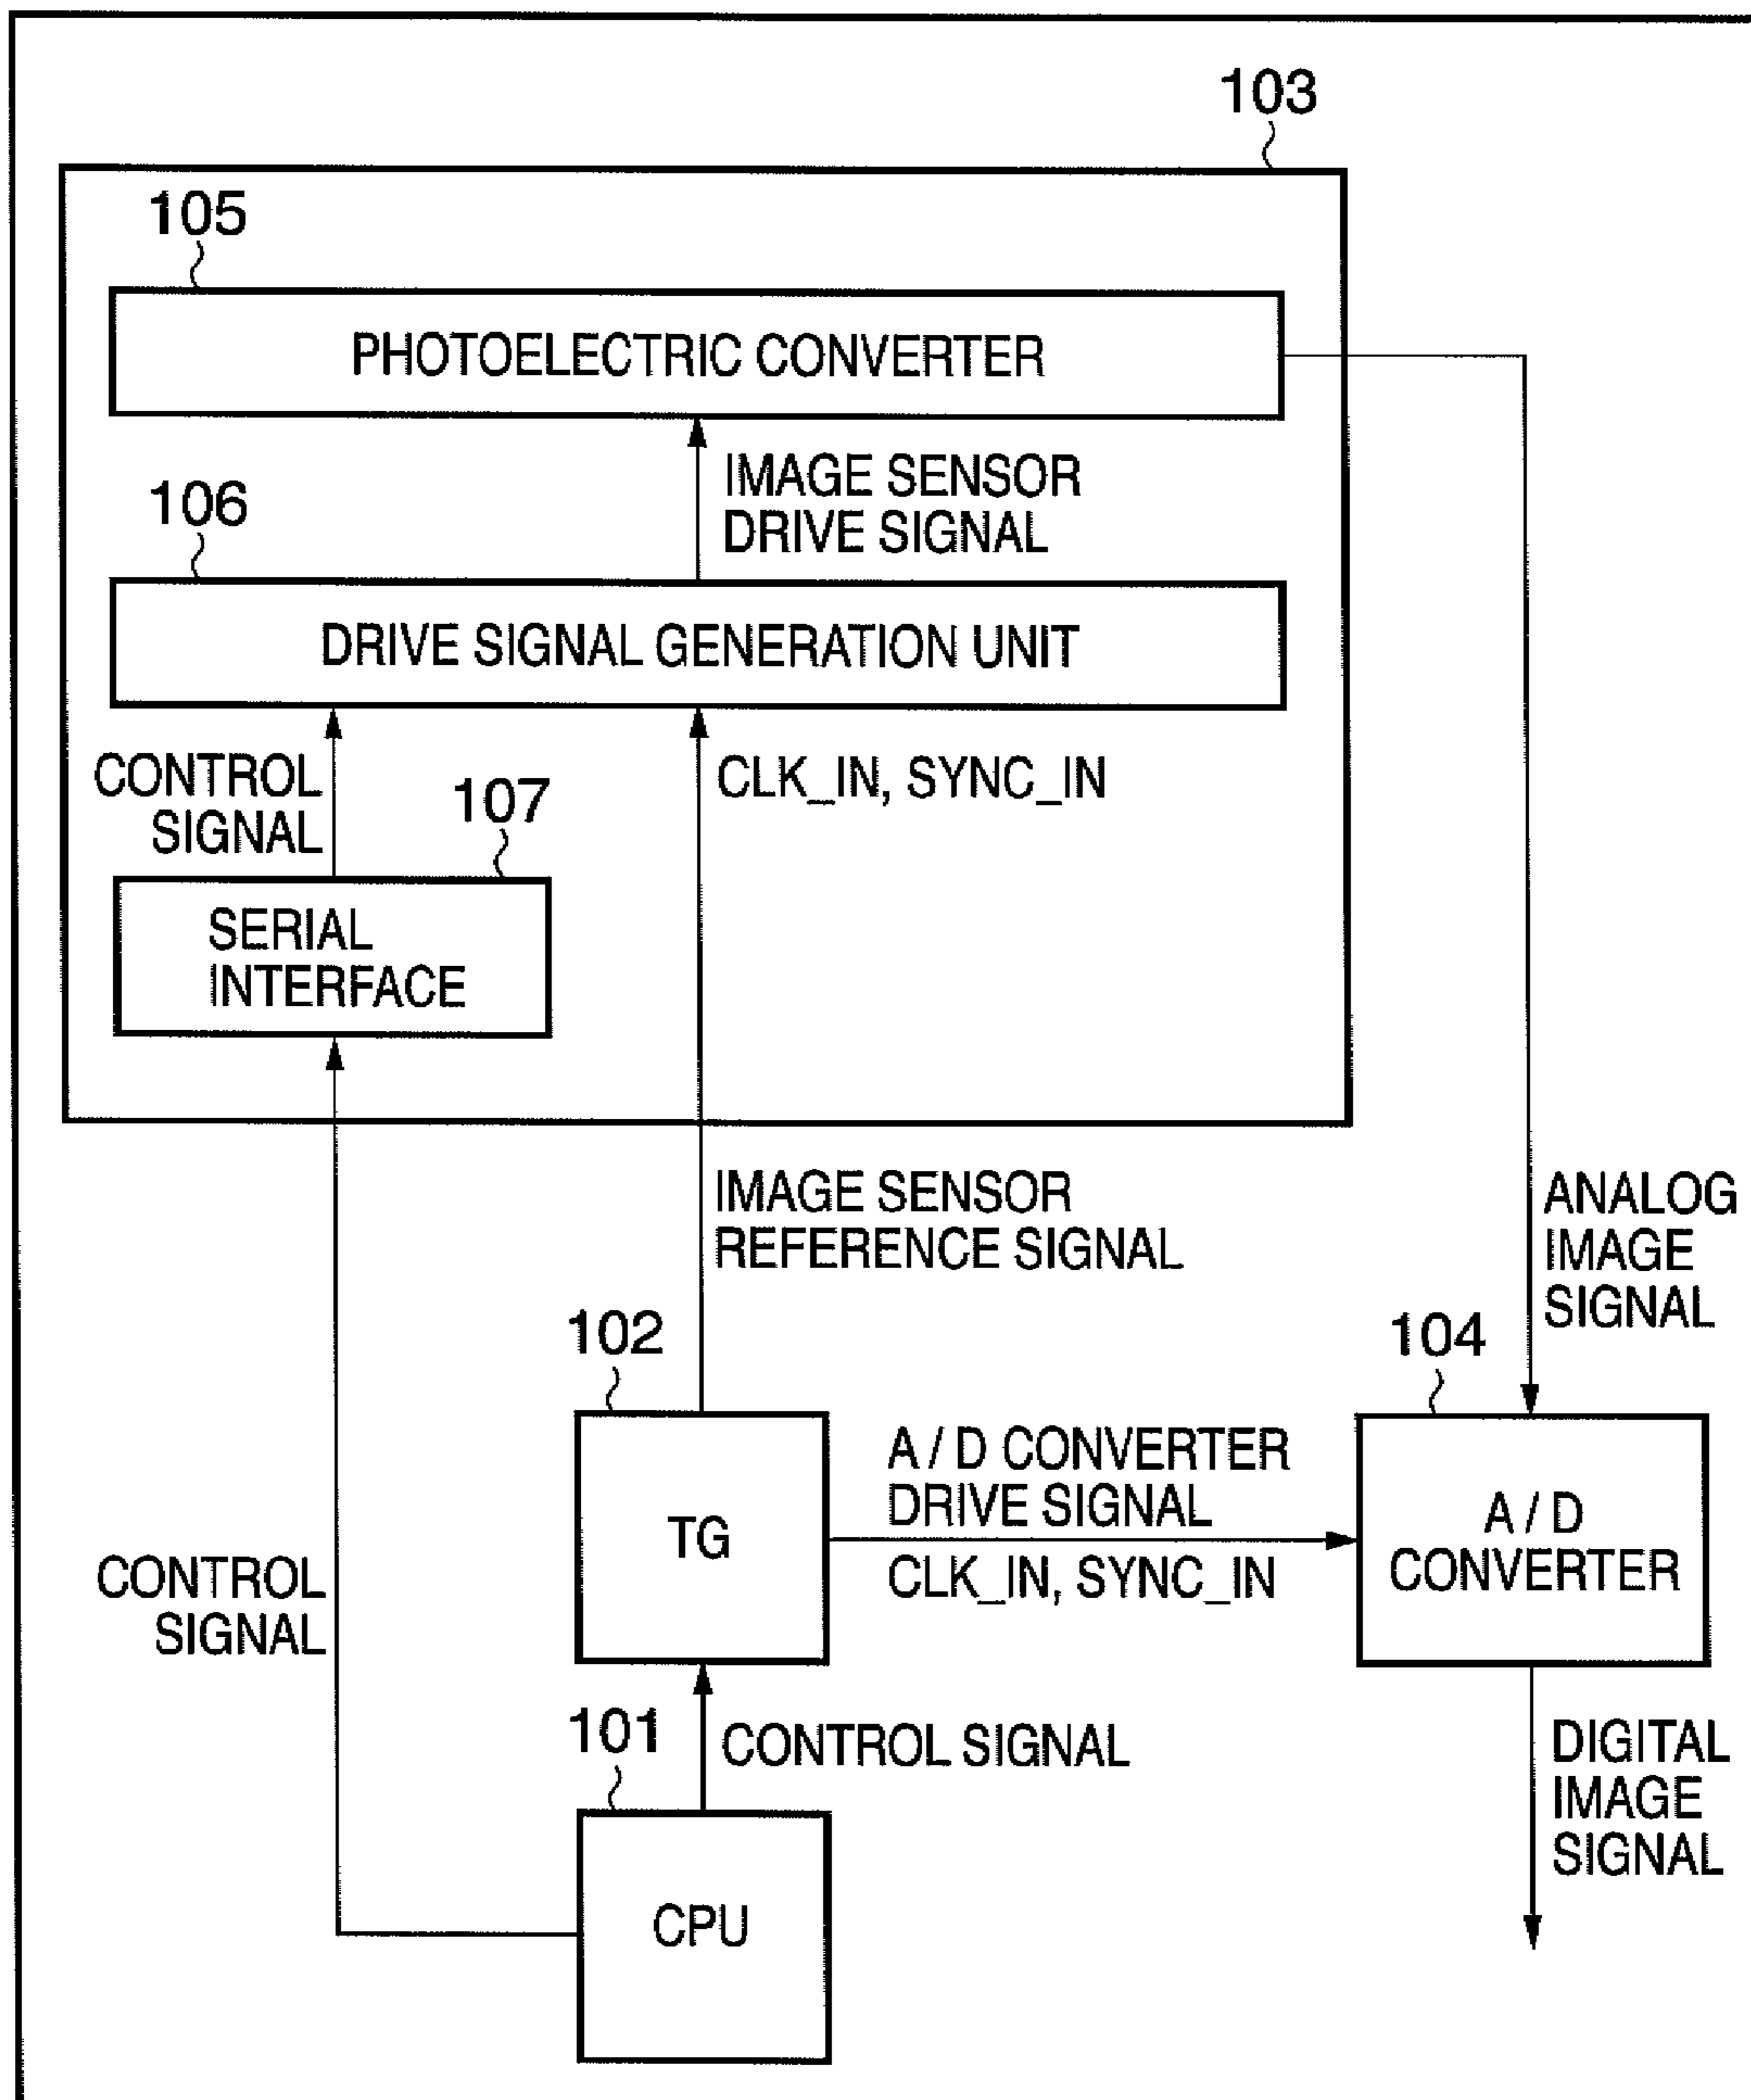 103
105
PHOTOELECTRIC CONVERTER
IMAGE SENSOR
DRIVE SIGNAL
106
DRIVE SIGNAL GENERATION UNIT
CONTROL
SIGNAL
CLK_IN, SYNC_IN
107
SERIAL
INTERFACE
IMAGE SENSOR
REFERENCE SIGNAL
ANALOG
IMAGE
SIGNAL
102
104
TG
A / D CONVERTER
DRIVE SIGNAL
CLK_IN, SYNC_IN
A / D
CONVERTER
CONTROL
SIGNAL
101
CONTROL SIGNAL
DIGITAL
IMAGE
SIGNAL
CPU